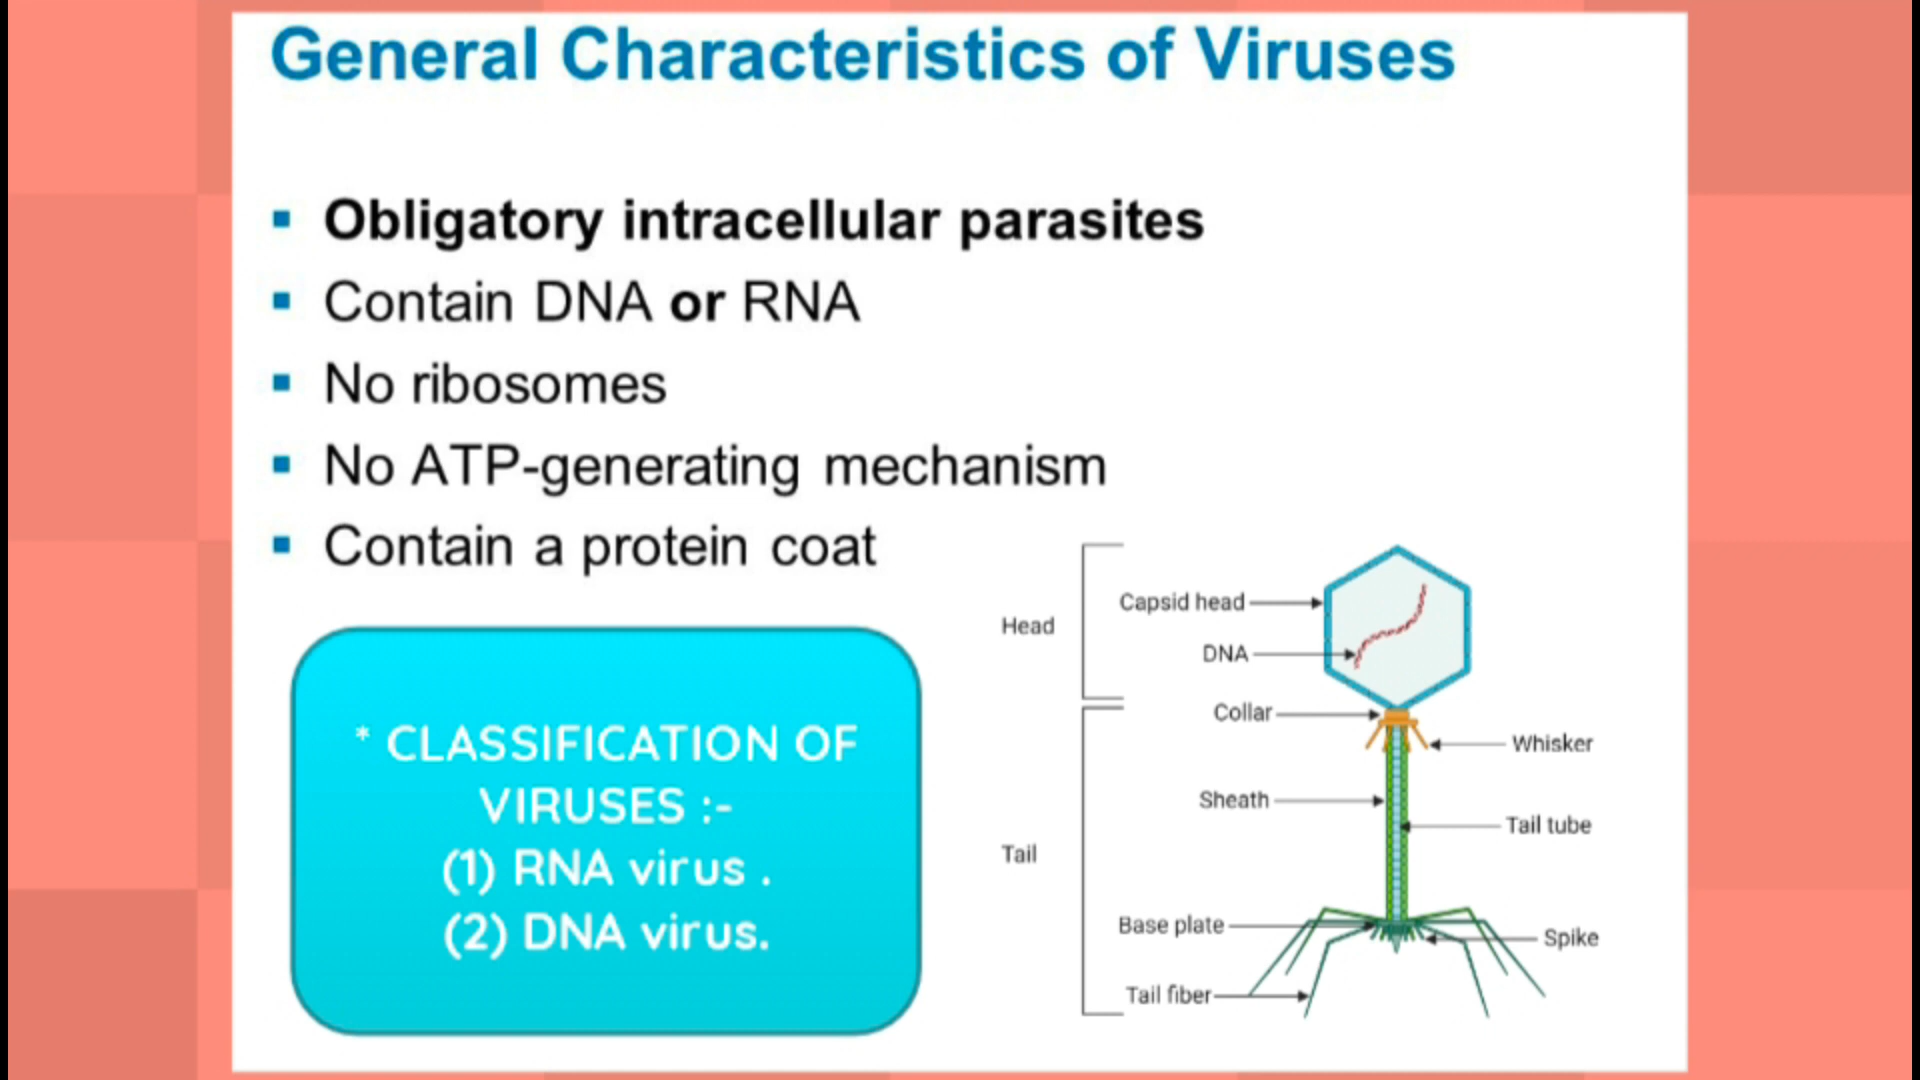 General Characteristics of Viruses
Obligatory intracellular parasites
Contain DNA or RNA
No ribosomes
No ATP-generating mechanism
Contain a protein coat
* CLASSIFICATION OF
VIRUSES :-
(1) RNA virus .
(2) DNA virus.
Head
Capsid head
DNA
Collar
Whisker
Sheath
Tail tube
Tail
Base plate
Spike
Tail fiber